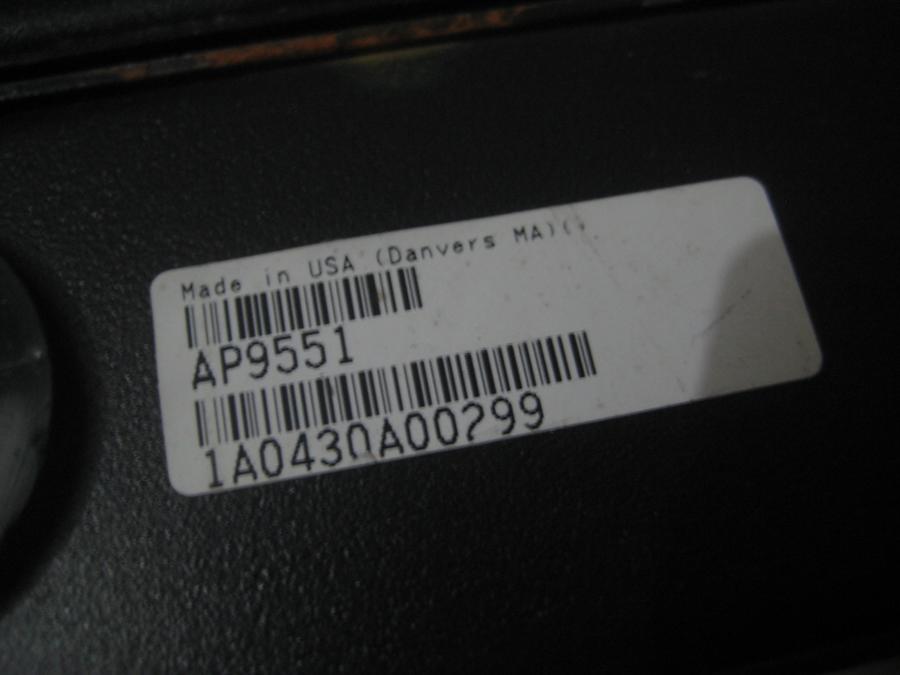 Made in USA (Danvers MA)(
AP9551
1A0430A00299